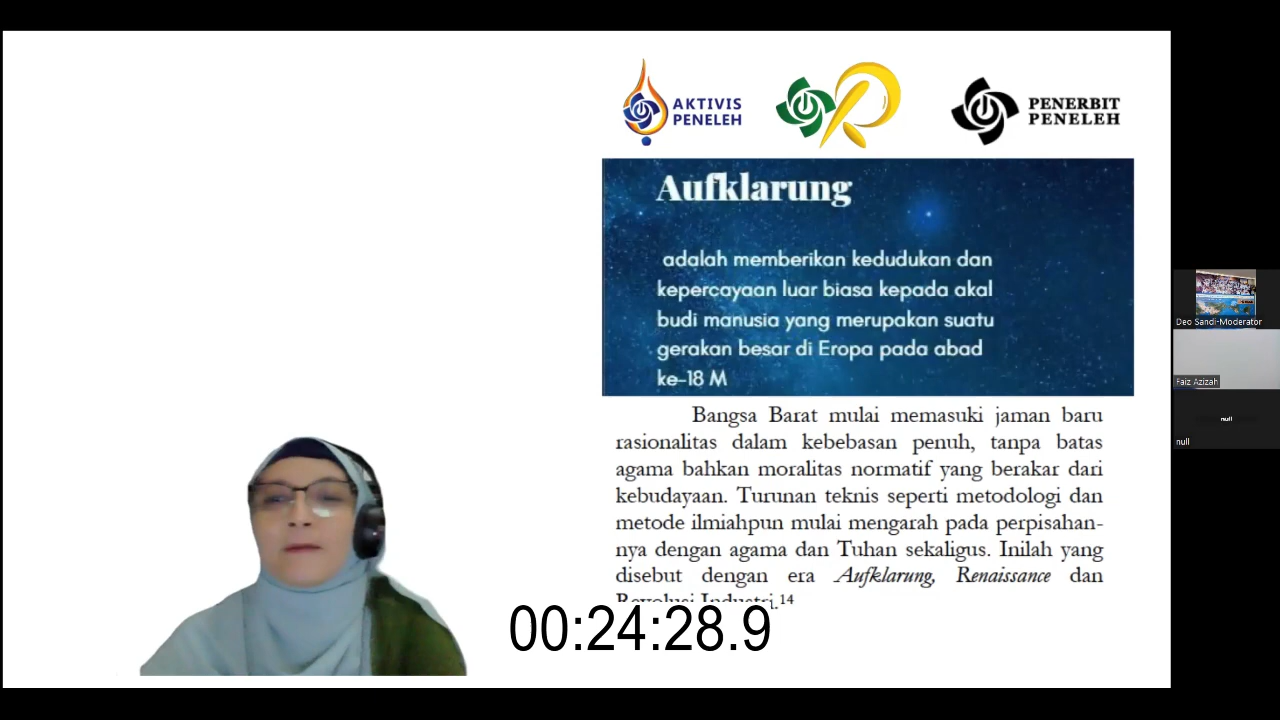 AKTIVIS
PENELEH
R
PENERBIT
PENELEH
Aufklarung
adalah memberikan kedudukan dan
kepercayaan luar biasa kepada akal
budi manusia yang merupakan suatu
gerakan besar di Eropa pada abad
ke-18 M
Bangsa Barat mulai memasuki jaman baru
rasionalitas dalam kebebasan penuh, tanpa batas
agama bahkan moralitas normatif yang berakar dari
kebudayaan. Turunan teknis seperti metodologi dan
metode ilmiahpun mulai mengarah pada perpisahan-
nya dengan agama dan Tuhan sekaligus. Inilah yang
disebut dengan era Aufklarung, Renaissance dan
Revolusi Industri.14
00:24:28.9
Deo Sandi-Moderator
Faiz Azizah
null
null